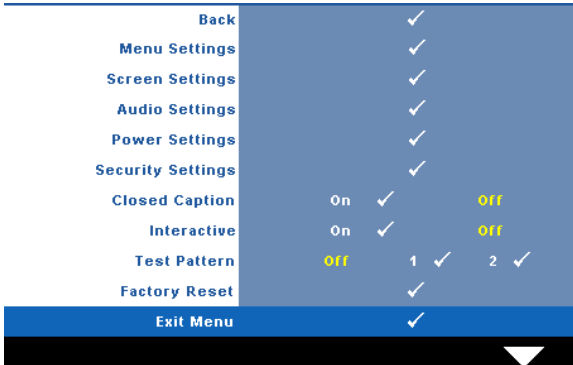 Back ✓
Menu Settings ✓
Screen Settings ✓
Audio Settings ✓
Power Settings ✓
Security Settings ✓
Closed Caption On ✓ Off
Interactive On ✓ Off
Test Pattern Off 1 ✓ 2 ✓
Factory Reset ✓
Exit Menu ✓